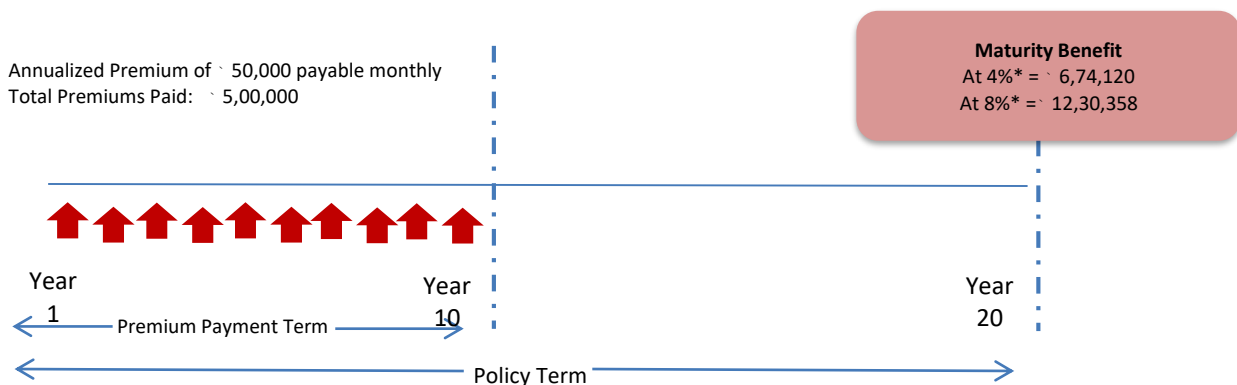 Annualized Premium of ` 50,000 payable monthly
Total Premiums Paid: ` 5,00,000
Maturity Benefit
At 4%* = ` 6,74,120
At 8%* =` 12,30,358
Year
1
Year
10
Year
20
Premium Payment Term
Policy Term